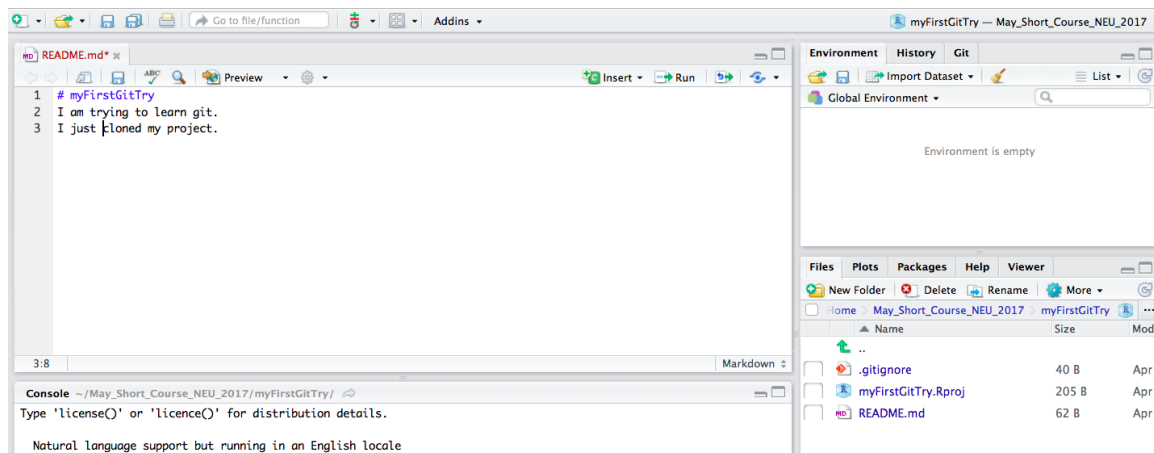 Go to file/function
Addins
myFirstGitTry — May_Short_Course_NEU_2017
README.md*
ABC
Preview
Insert
Run
1 # myFirstGitTry
2 I am trying to learn git.
3 I just cloned my project.
3:8
Markdown
Console ~/May_Short_Course_NEU_2017/myFirstGitTry/
Type 'license()' or 'licence()' for distribution details.
Natural language support but running in an English locale
Environment History Git
Import Dataset
List
Global Environment
Environment is empty
Files Plots Packages Help Viewer
New Folder Delete Rename More
Home May_Short_Course_NEU_2017 myFirstGitTry ...
Name Size Mod
..
.gitignore 40 B Apr
myFirstGitTry.Rproj 205 B Apr
MD README.md 62 B Apr